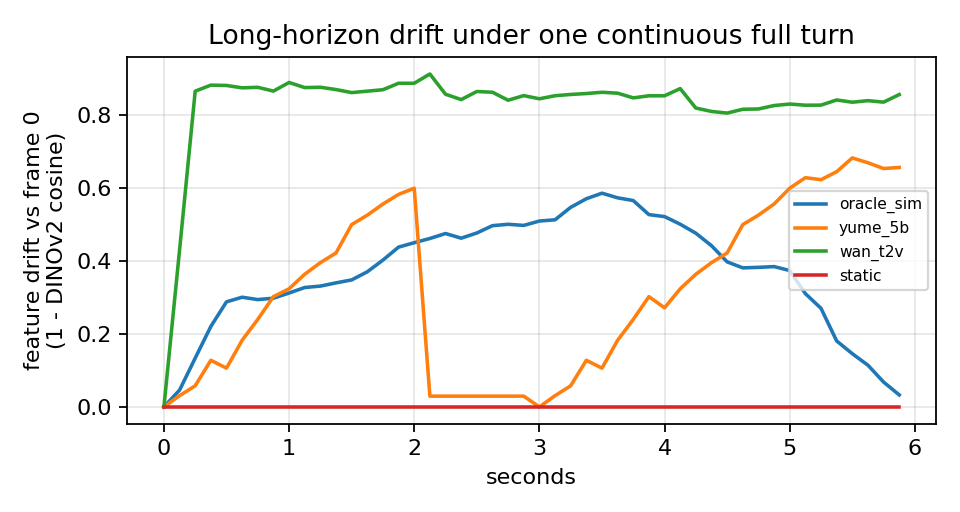 Long-horizon drift under one continuous full turn
feature drift vs frame 0
(1 - DINOv2 cosine)
0.8
0.6
0.4
0.2
0.0
oracle_sim
yume_5b
wan_t2v
static
0 1 2 3 4 5 6
seconds